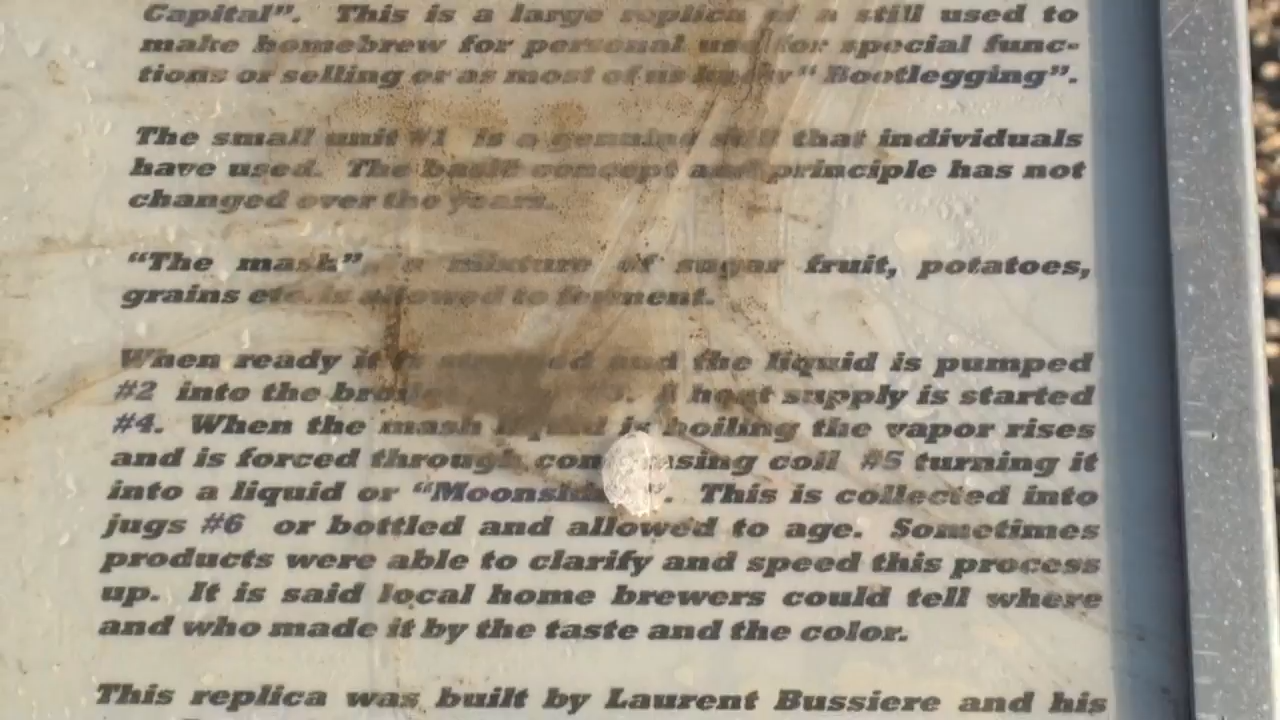 Capital”. This is a large replica of a still used to
make homebrew for personal use for special func-
tions or selling or as most of us know “Bootlegging”.
The small unit #1 is a genuine still that individuals
have used. The basic concept and principle has not
changed over the years.
“The mash”, a mixture of sugar fruit, potatoes,
grains etc. is allowed to ferment.
When ready it is and the liquid is pumped
#2 into the A heat supply is started
#4. When the mash liquid is boiling the vapor rises
and is forced through condensing coil #5 turning it
into a liquid or “Moonshine”. This is collected into
jugs #6 or bottled and allowed to age. Sometimes
products were able to clarify and speed this process
up. It is said local home brewers could tell where
and who made it by the taste and the color.
This replica was built by Laurent Bussiere and his